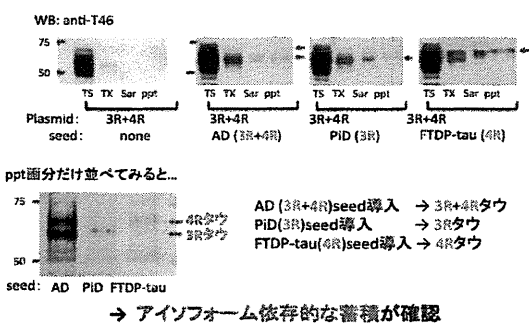 WB: anti-T46
75
50
75
50
TS TX Sar ppt
TS TX Sar ppt
TS TX Sar ppt
TS TX Sar ppt
Plasmid: 3R+4R
3R+4R
3R+4R
3R+4R
seed: none
AD (3R+4R)
PiD (3R)
FTDP-tau (4R)
ppt画分だけ並べてみると...
75
50
4Rタウ
3Rタウ
seed: AD PiD FTDP-tau
AD (3R+4R)seed導入 → 3R+4Rタウ
PiD(3R)seed導入 → 3Rタウ
FTDP-tau(4R)seed導入 → 4Rタウ
→ アイソフォーム依存的な蓄積が確認